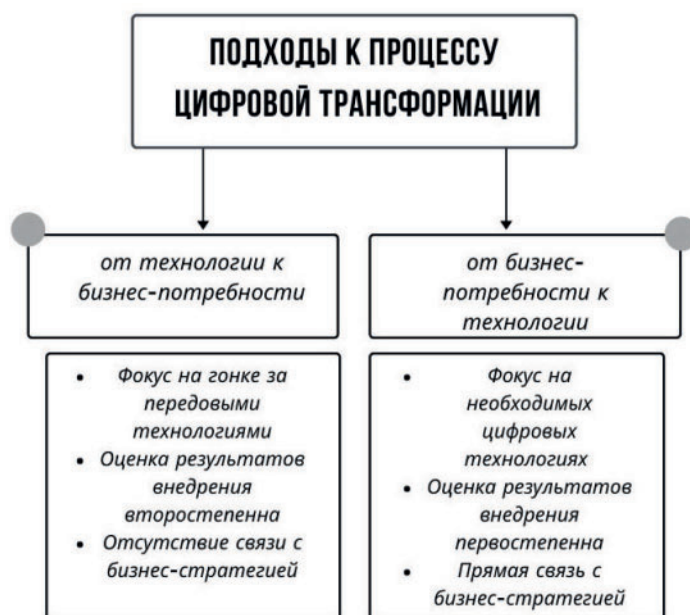 ПОДХОДЫ К ПРОЦЕССУ
ЦИФРОВОЙ ТРАНСФОРМАЦИИ
от технологии к
бизнес-потребности
• Фокус на гонке за
передовыми
технологиями
• Оценка результатов
внедрения
второстепенна
• Отсутствие связи с
бизнес-стратегией
от бизнес-
потребности к
технологии
• Фокус на
необходимых
цифровых
технологиях
• Оценка результатов
внедрения
первостепенна
• Прямая связь с
бизнес-стратегией